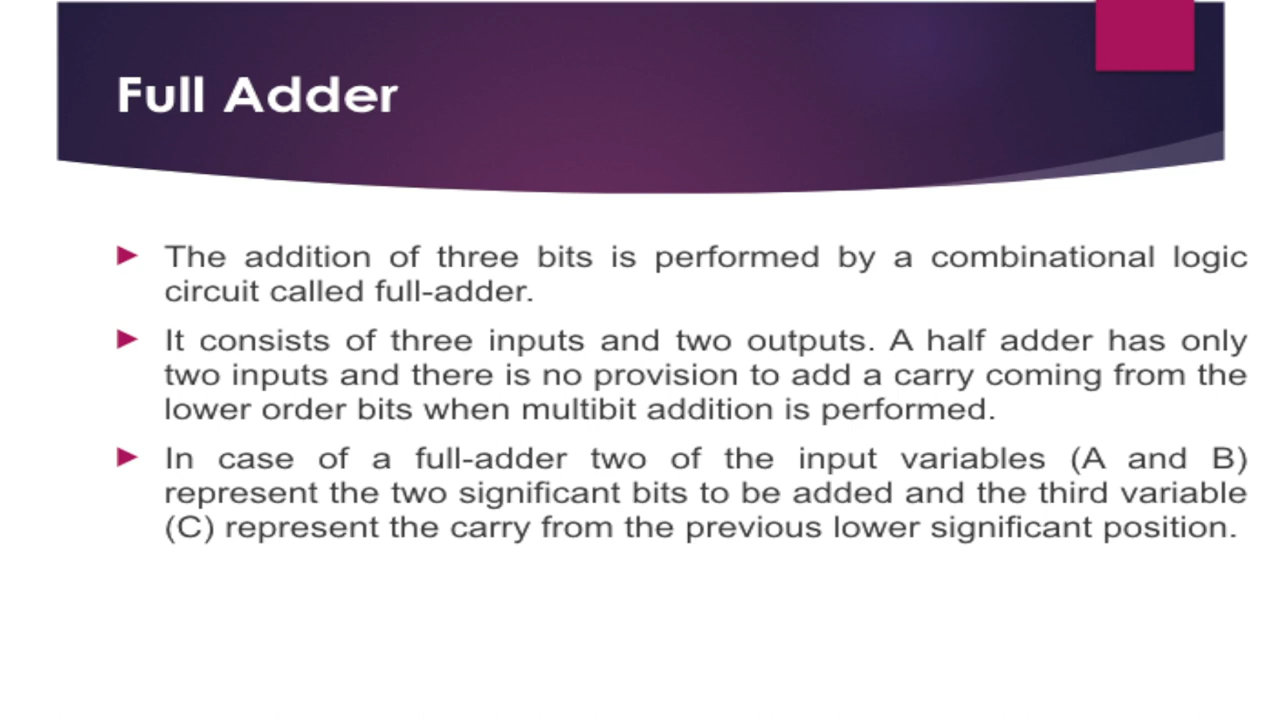 Full Adder
The addition of three bits is performed by a combinational logic
circuit called full-adder.
It consists of three inputs and two outputs. A half adder has only
two inputs and there is no provision to add a carry coming from the
lower order bits when multibit addition is performed.
In case of a full-adder two of the input variables (A and B)
represent the two significant bits to be added and the third variable
(C) represent the carry from the previous lower significant position.